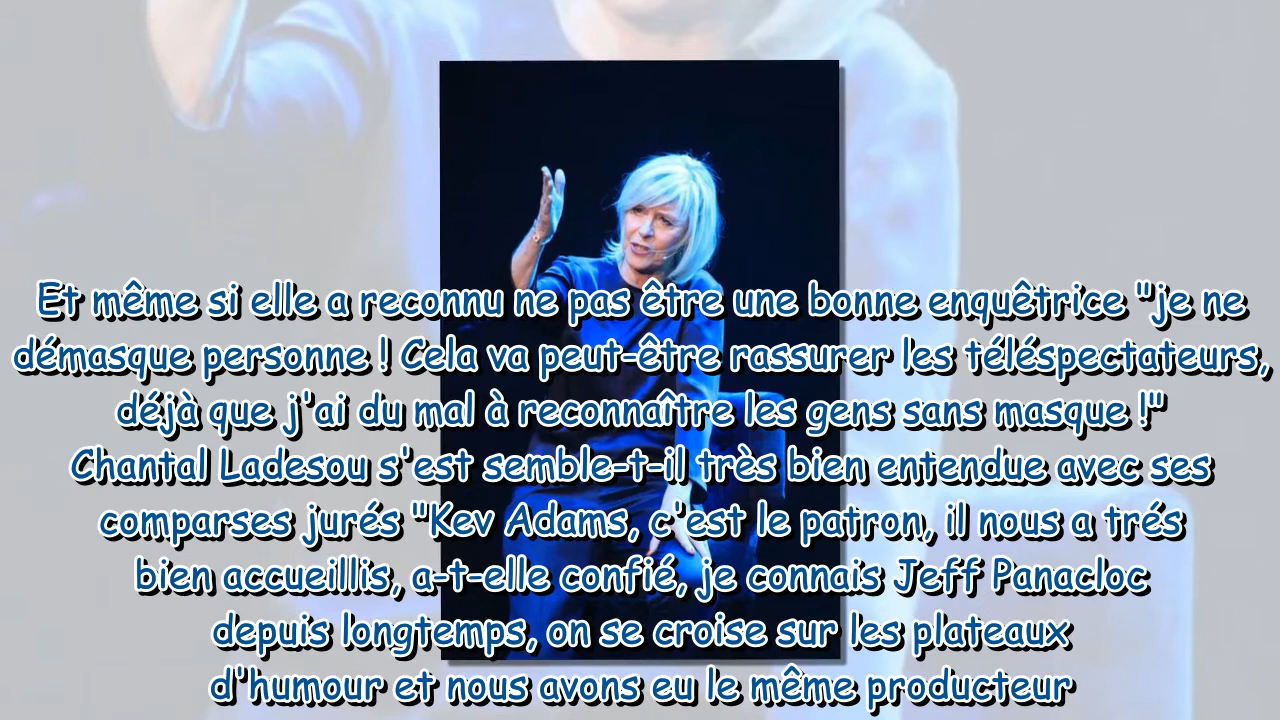 Et même si elle a reconnu ne pas être une bonne enquêtrice "je ne
démasque personne ! Cela va peut-être rassurer les téléspectateurs,
déjà que j'ai du mal à reconnaître les gens sans masque !"
Chantal Ladesou s'est semble-t-il très bien entendue avec ses
comparses jurés "Kev Adams, c'est le patron, il nous a trés
bien accueillis, a-t-elle confié, je connais Jeff Panacloc
depuis longtemps, on se croise sur les plateaux
d'humour et nous avons eu le même producteur